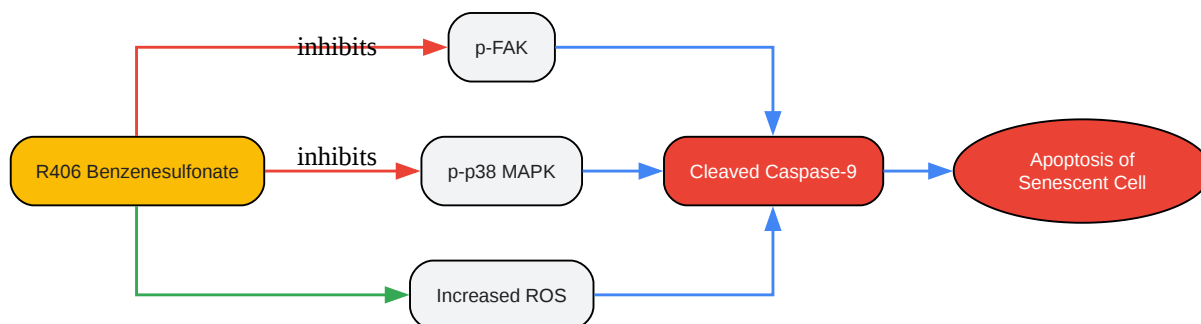 inhibits
p-FAK
R406 Benzenesulfonate
inhibits
p-p38 MAPK
Cleaved Caspase-9
Apoptosis of
Senescent Cell
Increased ROS